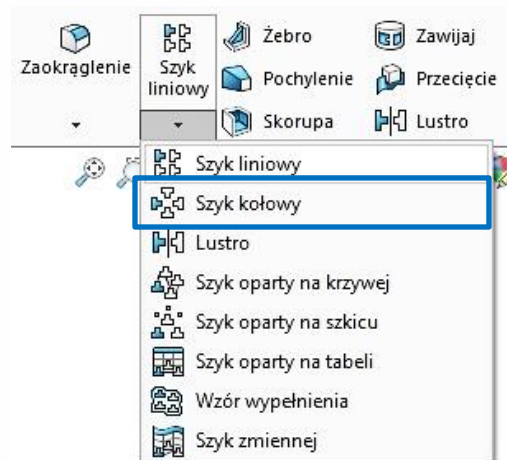 Zaokrąglenie
Szyk
liniowy
Żebro
Pochylenie
Skorupa
Zawijaj
Przecięcie
Lustro
Szyk liniowy
Szyk kołowy
Lustro
Szyk oparty na krzywej
Szyk oparty na szkicu
Szyk oparty na tabeli
Wzór wypełnienia
Szyk zmiennej